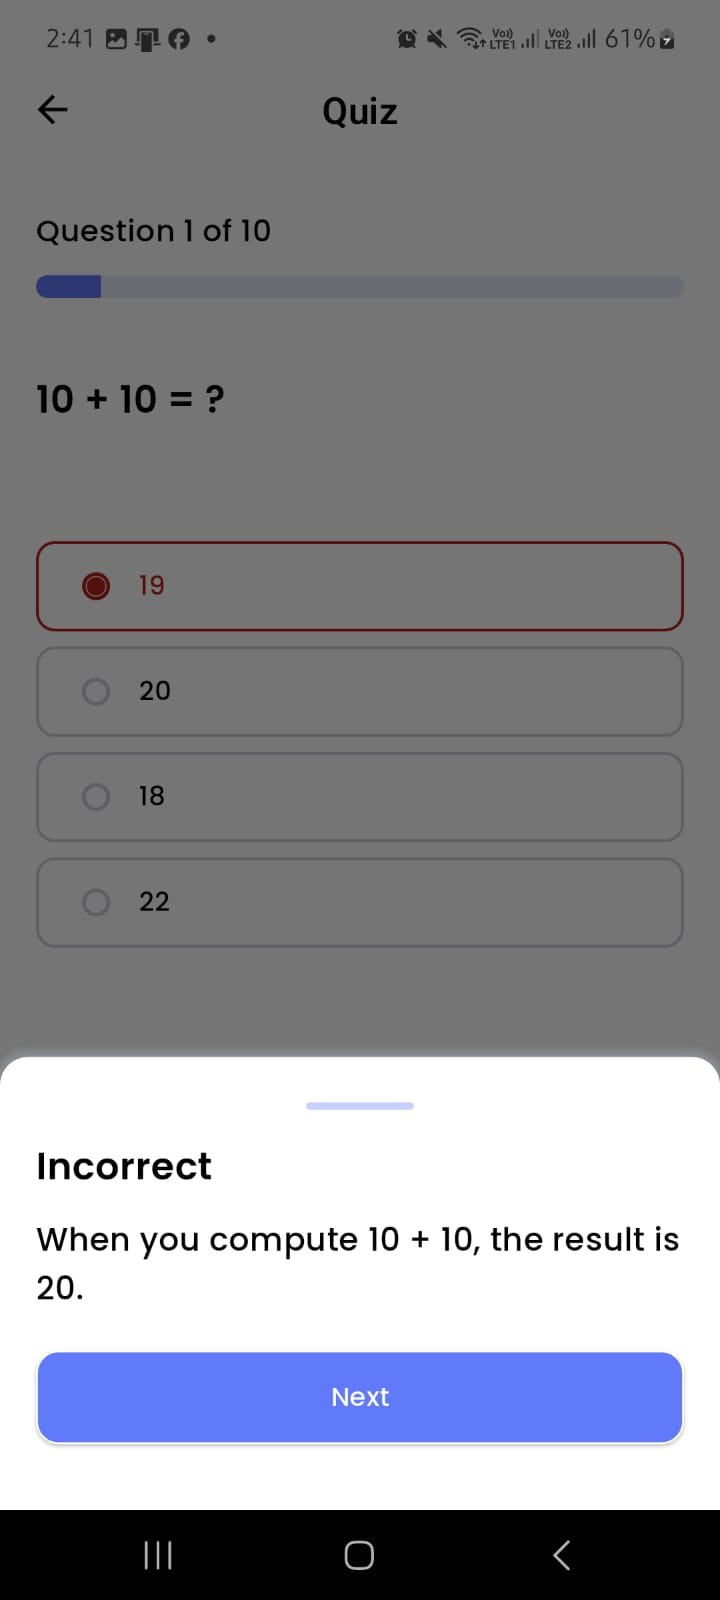 2:41 Vo) LTE1 Vo) LTE2 61%
Quiz
Question 1 of 10
10 + 10 = ?
19
20
18
22
Incorrect
When you compute 10 + 10, the result is
20.
Next